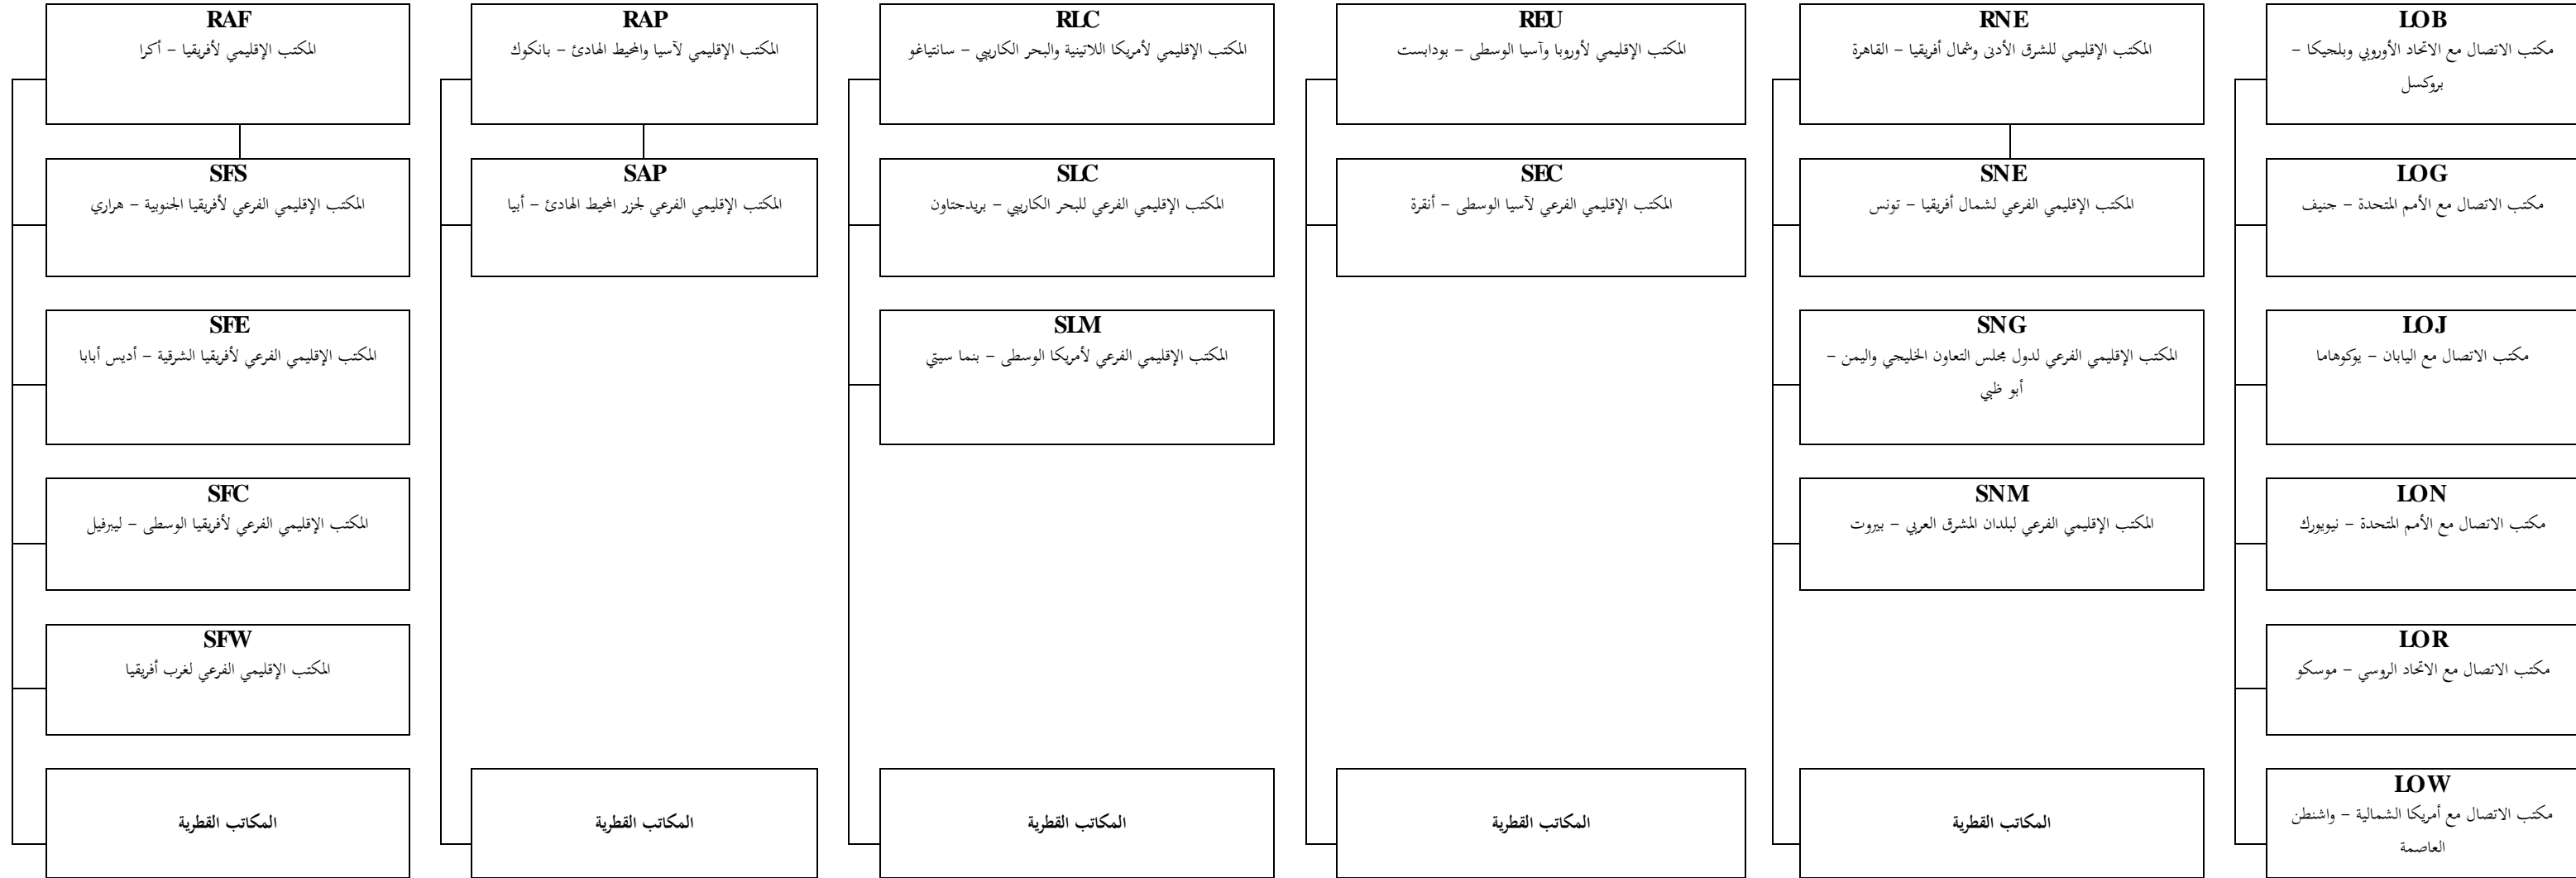 RAF
المكتب الإقليمي لأفريقيا – أكرا
SFS
المكتب الإقليمي الفرعي لأفريقيا الجنوبية – هراري
SFE
المكتب الإقليمي الفرعي لأفريقيا الشرقية – أديس أبابا
SFC
المكتب الإقليمي الفرعي لأفريقيا الوسطى – ليبرفيل
SFW
المكتب الإقليمي الفرعي لغرب أفريقيا
المكاتب القطرية
RAP
المكتب الإقليمي لآسيا والمحيط الهادئ – بانكوك
SAP
المكتب الإقليمي الفرعي لجزر المحيط الهادئ – أبيا
المكاتب القطرية
RLC
المكتب الإقليمي لأمريكا اللاتينية والبحر الكاريبي – سانتياغو
SLC
المكتب الإقليمي الفرعي للبحر الكاريبي – بريدجتاون
SLM
المكتب الإقليمي الفرعي لأمريكا الوسطى – بنما سيتي
المكاتب القطرية
REU
المكتب الإقليمي لأوروبا وآسيا الوسطى – بودابست
SEC
المكتب الإقليمي الفرعي لآسيا الوسطى – أنقرة
المكاتب القطرية
RNE
المكتب الإقليمي للشرق الأدنى وشمال أفريقيا – القاهرة
SNE
المكتب الإقليمي الفرعي لشمال أفريقيا – تونس
SNG
المكتب الإقليمي الفرعي لدول مجلس التعاون الخليجي واليمن –
أبو ظبي
SNM
المكتب الإقليمي الفرعي لبلدان المشرق العربي – بيروت
المكاتب القطرية
LOB
مكتب الاتصال مع الاتحاد الأوروبي وبلجيكا –
بروكسل
LOG
مكتب الاتصال مع الأمم المتحدة – جنيف
LOJ
مكتب الاتصال مع اليابان – يوكوهاما
LON
مكتب الاتصال مع الأمم المتحدة – نيويورك
LOR
مكتب الاتصال مع الاتحاد الروسي – موسكو
LOW
مكتب الاتصال مع أمريكا الشمالية – واشنطن
العاصمة